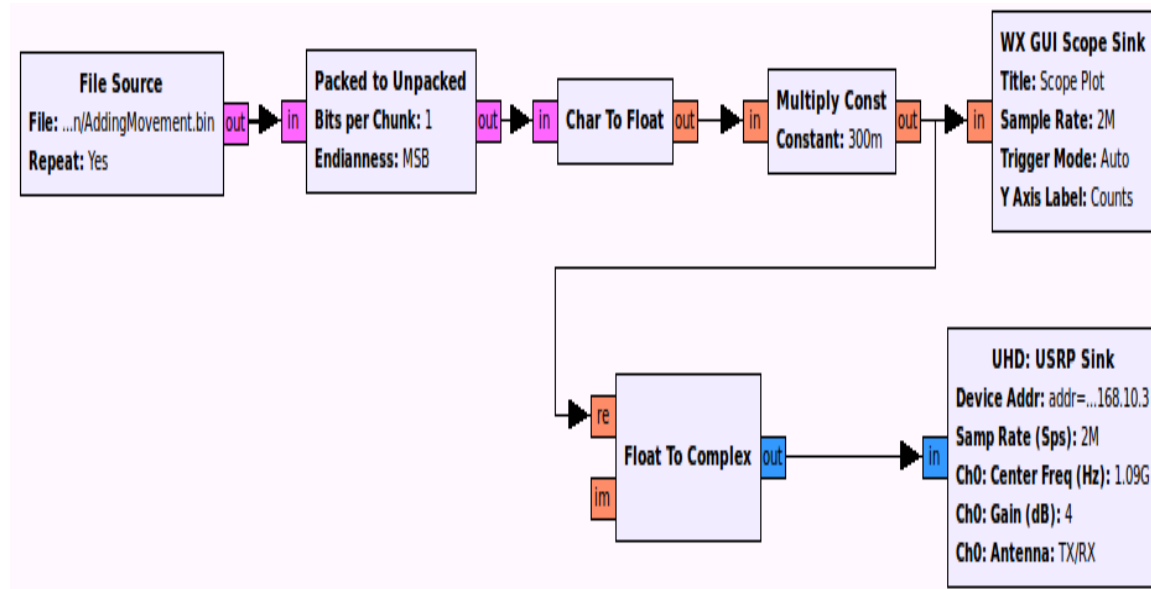 File Source
File: ...n/AddingMovement.bin
Repeat: Yes
out
in
Packed to Unpacked
Bits per Chunk: 1
Endianness: MSB
out
in
Char To Float
out
in
Multiply Const
Constant: 300m
out
in
WX GUI Scope Sink
Title: Scope Plot
Sample Rate: 2M
Trigger Mode: Auto
Y Axis Label: Counts
re
im
Float To Complex
out
in
UHD: USRP Sink
Device Addr: addr=...168.10.3
Samp Rate (Sps): 2M
Ch0: Center Freq (Hz): 1.09G
Ch0: Gain (dB): 4
Ch0: Antenna: TX/RX